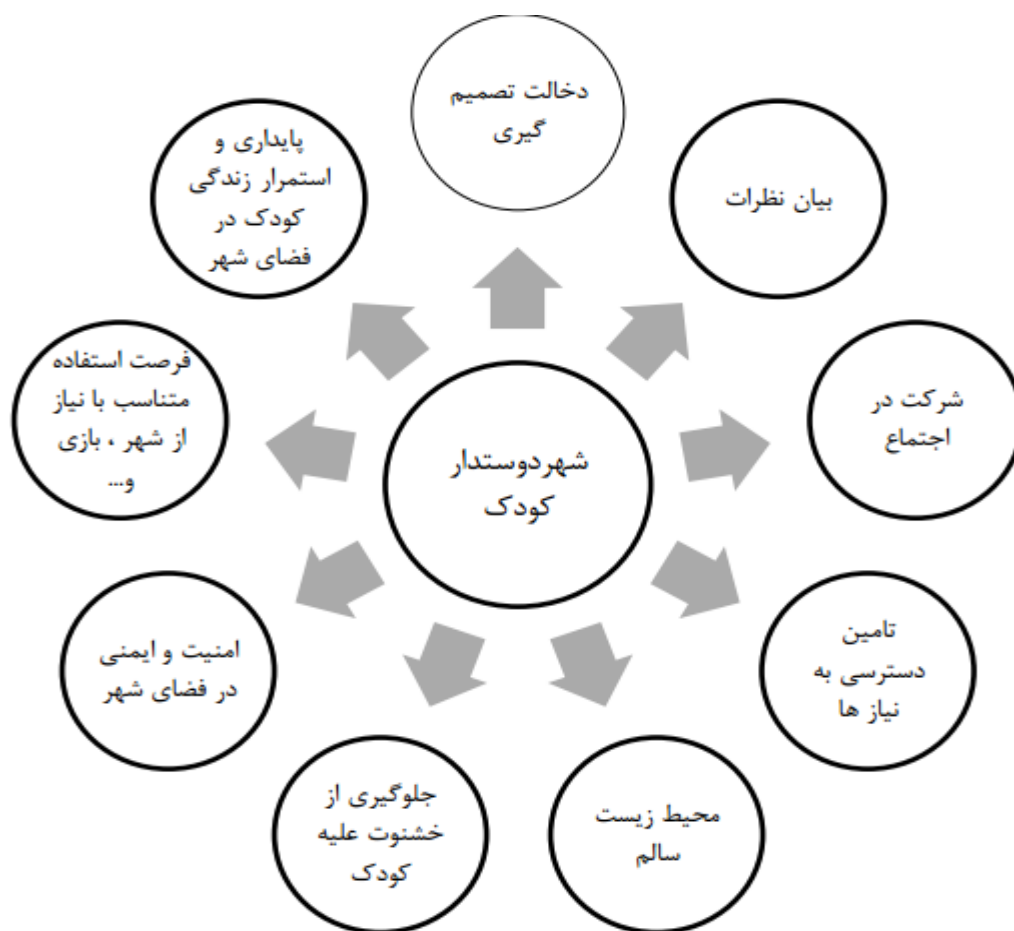 دخالت تصمیم
گیری
بیان نظرات
شرکت در
اجتماع
تامین
دسترسی به
نیاز ها
محیط زیست
سالم
جلوگیری از
خشنوت علیه
کودک
امنیت و ایمنی
در فضای شهر
فرصت استفاده
متناسب با نیاز
از شهر ، بازی
و...
پایداری و
استمرار زندگی
کودک در
فضای شهر
شهردوستدار
کودک